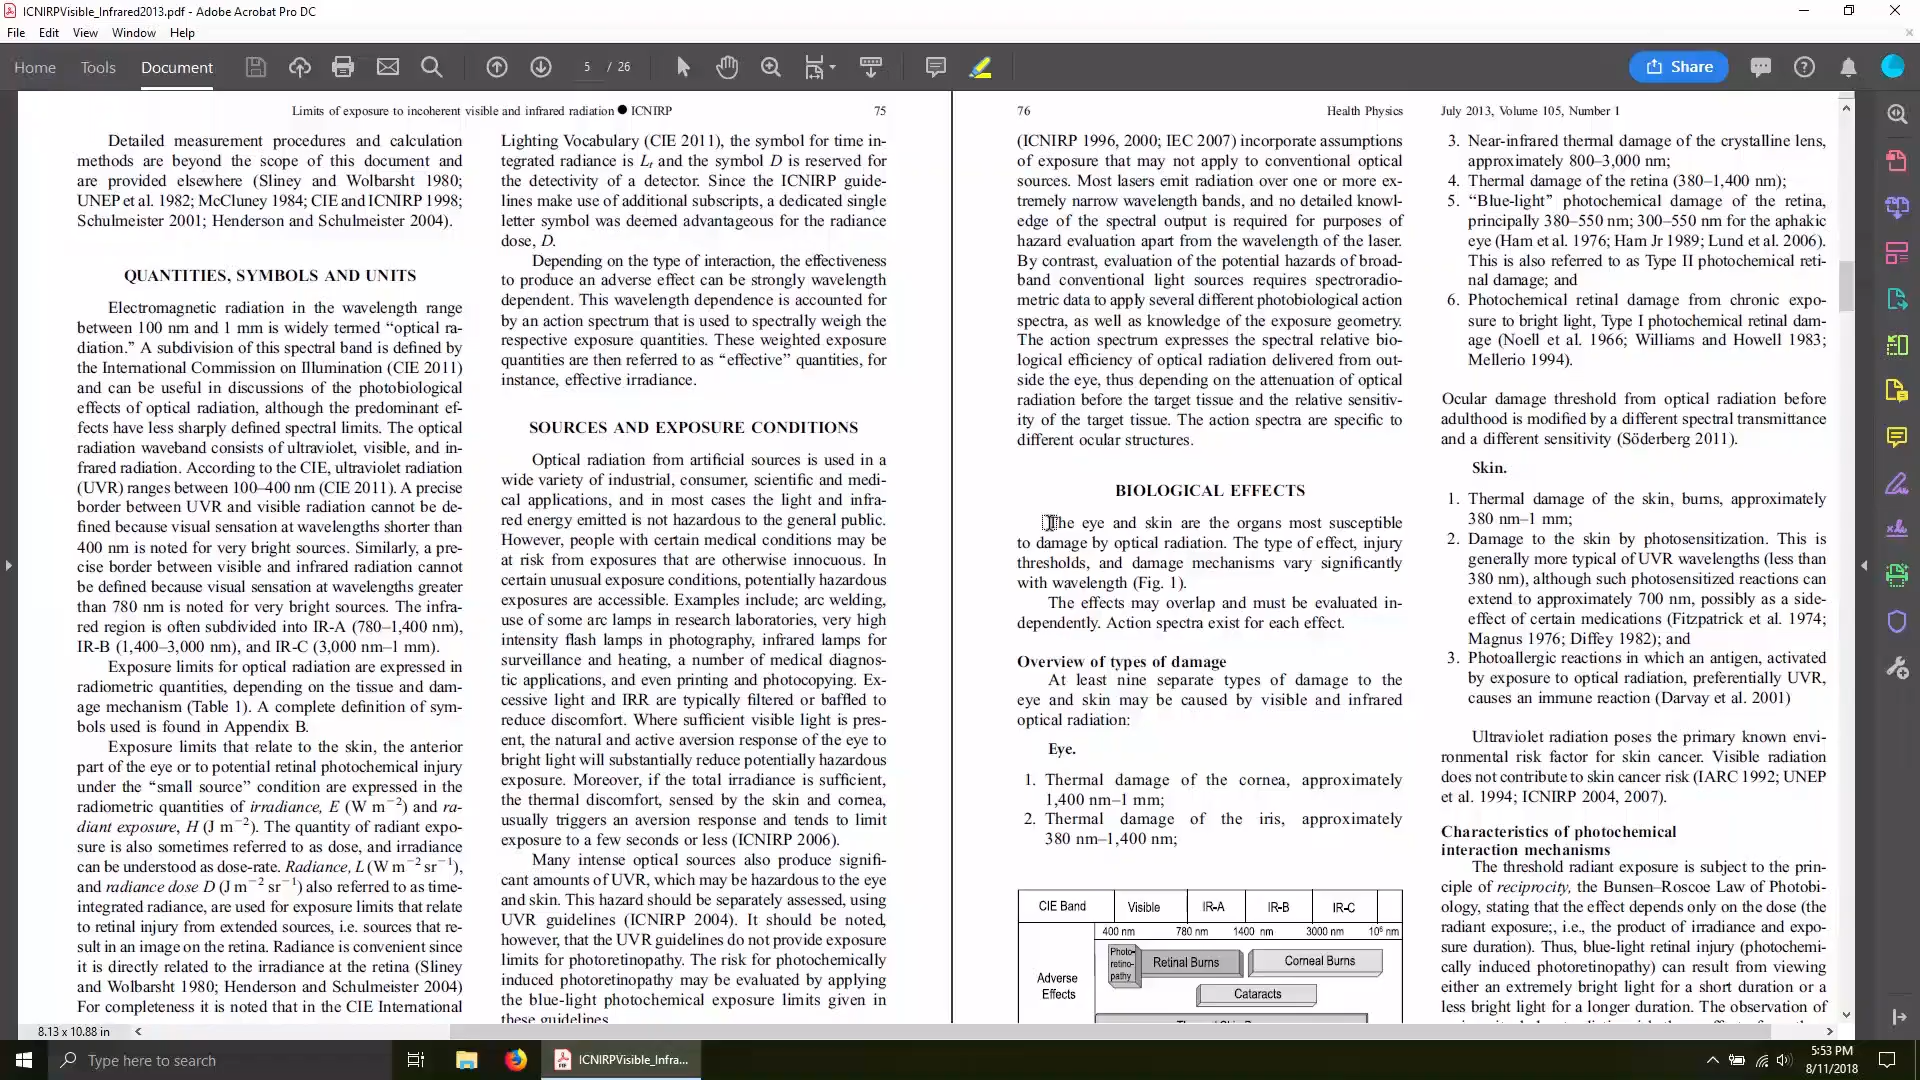 ICNIRPVisible_Infrared2013.pdf - Adobe Acrobat Pro DC
File Edit View Window Help
Home Tools Document 5 / 26 Share
Limits of exposure to incoherent visible and infrared radiation ● ICNIRP 75
Detailed measurement procedures and calculation
methods are beyond the scope of this document and
are provided elsewhere (Sliney and Wolbarsht 1980;
UNEP et al. 1982; McCluney 1984; CIE and ICNIRP 1998;
Schulmeister 2001; Henderson and Schulmeister 2004).
QUANTITIES, SYMBOLS AND UNITS
Electromagnetic radiation in the wavelength range
between 100 nm and 1 mm is widely termed “optical ra-
diation.” A subdivision of this spectral band is defined by
the International Commission on Illumination (CIE 2011)
and can be useful in discussions of the photobiological
effects of optical radiation, although the predominant ef-
fects have less sharply defined spectral limits. The optical
radiation waveband consists of ultraviolet, visible, and in-
frared radiation. According to the CIE, ultraviolet radiation
(UVR) ranges between 100–400 nm (CIE 2011). A precise
border between UVR and visible radiation cannot be de-
fined because visual sensation at wavelengths shorter than
400 nm is noted for very bright sources. Similarly, a pre-
cise border between visible and infrared radiation cannot
be defined because visual sensation at wavelengths greater
than 780 nm is noted for very bright sources. The infra-
red region is often subdivided into IR-A (780–1,400 nm),
IR-B (1,400–3,000 nm), and IR-C (3,000 nm–1 mm).
Exposure limits for optical radiation are expressed in
radiometric quantities, depending on the tissue and dam-
age mechanism (Table 1). A complete definition of sym-
bols used is found in Appendix B.
Exposure limits that relate to the skin, the anterior
part of the eye or to potential retinal photochemical injury
under the “small source” condition are expressed in the
radiometric quantities of irradiance, E (W m−2) and ra-
diant exposure, H (J m−2). The quantity of radiant expo-
sure is also sometimes referred to as dose, and irradiance
can be understood as dose-rate. Radiance, L (W m−2 sr−1),
and radiance dose D (J m−2 sr−1) also referred to as time-
integrated radiance, are used for exposure limits that relate
to retinal injury from extended sources, i.e. sources that re-
sult in an image on the retina. Radiance is convenient since
it is directly related to the irradiance at the retina (Sliney
and Wolbarsht 1980; Henderson and Schulmeister 2004)
For completeness it is noted that in the CIE International
Lighting Vocabulary (CIE 2011), the symbol for time in-
tegrated radiance is Lt and the symbol D is reserved for
the detectivity of a detector. Since the ICNIRP guide-
lines make use of additional subscripts, a dedicated single
letter symbol was deemed advantageous for the radiance
dose, D.
Depending on the type of interaction, the effectiveness
to produce an adverse effect can be strongly wavelength
dependent. This wavelength dependence is accounted for
by an action spectrum that is used to spectrally weigh the
respective exposure quantities. These weighted exposure
quantities are then referred to as “effective” quantities, for
instance, effective irradiance.
SOURCES AND EXPOSURE CONDITIONS
Optical radiation from artificial sources is used in a
wide variety of industrial, consumer, scientific and medi-
cal applications, and in most cases the light and infra-
red energy emitted is not hazardous to the general public.
However, people with certain medical conditions may be
at risk from exposures that are otherwise innocuous. In
certain unusual exposure conditions, potentially hazardous
exposures are accessible. Examples include; arc welding,
use of some arc lamps in research laboratories, very high
intensity flash lamps in photography, infrared lamps for
surveillance and heating, a number of medical diagnos-
tic applications, and even printing and photocopying. Ex-
cessive light and IRR are typically filtered or baffled to
reduce discomfort. Where sufficient visible light is pres-
ent, the natural and active aversion response of the eye to
bright light will substantially reduce potentially hazardous
exposure. Moreover, if the total irradiance is sufficient,
the thermal discomfort, sensed by the skin and cornea,
usually triggers an aversion response and tends to limit
exposure to a few seconds or less (ICNIRP 2006).
Many intense optical sources also produce signifi-
cant amounts of UVR, which may be hazardous to the eye
and skin. This hazard should be separately assessed, using
UVR guidelines (ICNIRP 2004). It should be noted,
however, that the UVR guidelines do not provide exposure
limits for photoretinopathy. The risk for photochemically
induced photoretinopathy may be evaluated by applying
the blue-light photochemical exposure limits given in
these guidelines.
76 Health Physics July 2013, Volume 105, Number 1
(ICNIRP 1996, 2000; IEC 2007) incorporate assumptions
of exposure that may not apply to conventional optical
sources. Most lasers emit radiation over one or more ex-
tremely narrow wavelength bands, and no detailed knowl-
edge of the spectral output is required for purposes of
hazard evaluation apart from the wavelength of the laser.
By contrast, evaluation of the potential hazards of broad-
band conventional light sources requires spectroradio-
metric data to apply several different photobiological action
spectra, as well as knowledge of the exposure geometry.
The action spectrum expresses the spectral relative bio-
logical efficiency of optical radiation delivered from out-
side the eye, thus depending on the attenuation of optical
radiation before the target tissue and the relative sensitiv-
ity of the target tissue. The action spectra are specific to
different ocular structures.
BIOLOGICAL EFFECTS
The eye and skin are the organs most susceptible
to damage by optical radiation. The type of effect, injury
thresholds, and damage mechanisms vary significantly
with wavelength (Fig. 1).
The effects may overlap and must be evaluated in-
dependently. Action spectra exist for each effect.
Overview of types of damage
At least nine separate types of damage to the
eye and skin may be caused by visible and infrared
optical radiation:
Eye.
1. Thermal damage of the cornea, approximately
1,400 nm–1 mm;
2. Thermal damage of the iris, approximately
380 nm–1,400 nm;
CIE Band Visible IR-A IR-B IR-C
400 nm 780 nm 1400 nm 3000 nm 10⁶ nm
Adverse
Effects
Photo-
retino-
pathy
Retinal Burns
Corneal Burns
Cataracts
3. Near-infrared thermal damage of the crystalline lens,
approximately 800–3,000 nm;
4. Thermal damage of the retina (380–1,400 nm);
5. “Blue-light” photochemical damage of the retina,
principally 380–550 nm; 300–550 nm for the aphakic
eye (Ham et al. 1976; Ham Jr 1989; Lund et al. 2006).
This is also referred to as Type II photochemical reti-
nal damage; and
6. Photochemical retinal damage from chronic expo-
sure to bright light, Type I photochemical retinal dam-
age (Noell et al. 1966; Williams and Howell 1983;
Mellerio 1994).
Ocular damage threshold from optical radiation before
adulthood is modified by a different spectral transmittance
and a different sensitivity (Söderberg 2011).
Skin.
1. Thermal damage of the skin, burns, approximately
380 nm–1 mm;
2. Damage to the skin by photosensitization. This is
generally more typical of UVR wavelengths (less than
380 nm), although such photosensitized reactions can
extend to approximately 700 nm, possibly as a side-
effect of certain medications (Fitzpatrick et al. 1974;
Magnus 1976; Diffey 1982); and
3. Photoallergic reactions in which an antigen, activated
by exposure to optical radiation, preferentially UVR,
causes an immune reaction (Darvay et al. 2001)
Ultraviolet radiation poses the primary known envi-
ronmental risk factor for skin cancer. Visible radiation
does not contribute to skin cancer risk (IARC 1992; UNEP
et al. 1994; ICNIRP 2004, 2007).
Characteristics of photochemical
interaction mechanisms
The threshold radiant exposure is subject to the prin-
ciple of reciprocity, the Bunsen–Roscoe Law of Photobi-
ology, stating that the effect depends only on the dose (the
radiant exposure;, i.e., the product of irradiance and expo-
sure duration). Thus, blue-light retinal injury (photochemi-
cally induced photoretinopathy) can result from viewing
either an extremely bright light for a short duration or a
less bright light for a longer duration. The observation of
8.13 x 10.88 in
Type here to search
ICNIRPVisible_Infra...
5:53 PM
8/11/2018